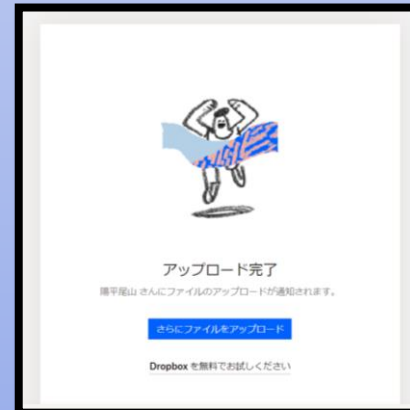 アップロード完了
陽平尾山 さんにファイルのアップロードが通知されます。
さらにファイルをアップロード
Dropbox を無料でお試しください